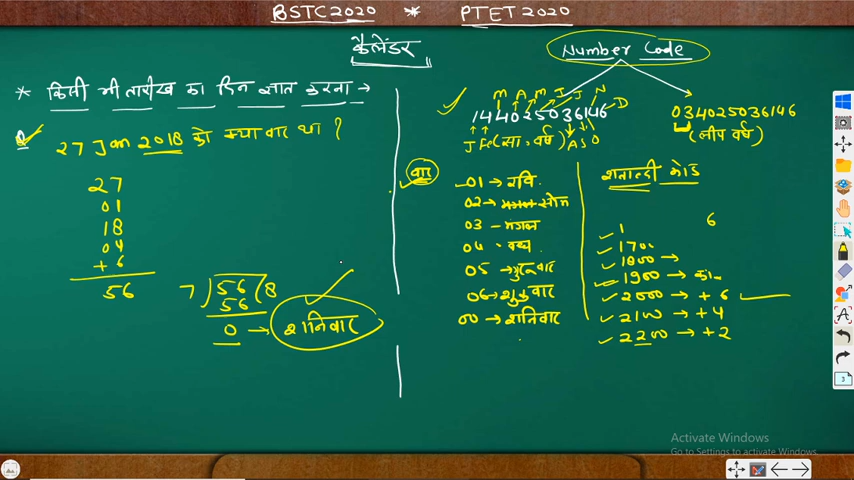 BSTC2020 * PTET 2020
कैलेंडर
* किसी भी तारीख का दिन ज्ञात करना →
27 Jan 2018 को क्या वार था ?
27
01
18
04
+ 6
56
7) 56 (8
56
0 → शनिवार
Number Code
M A M J J N
144025036146 D
J Fe (सा. वर्ष) A S O
034025036146
(लीप वर्ष)
वार
01 → रवि
02 → सोम
03 - मंगल
04 -
05 → गुरुवार
06 → शुक्रवार
00 → शनिवार
शताब्दी कोड
1 6
1700
1800 →
1900 →
2000 → + 6
2100 → + 4
2200 → + 2
Activate Windows
Go to Settings to activate Windows.
3